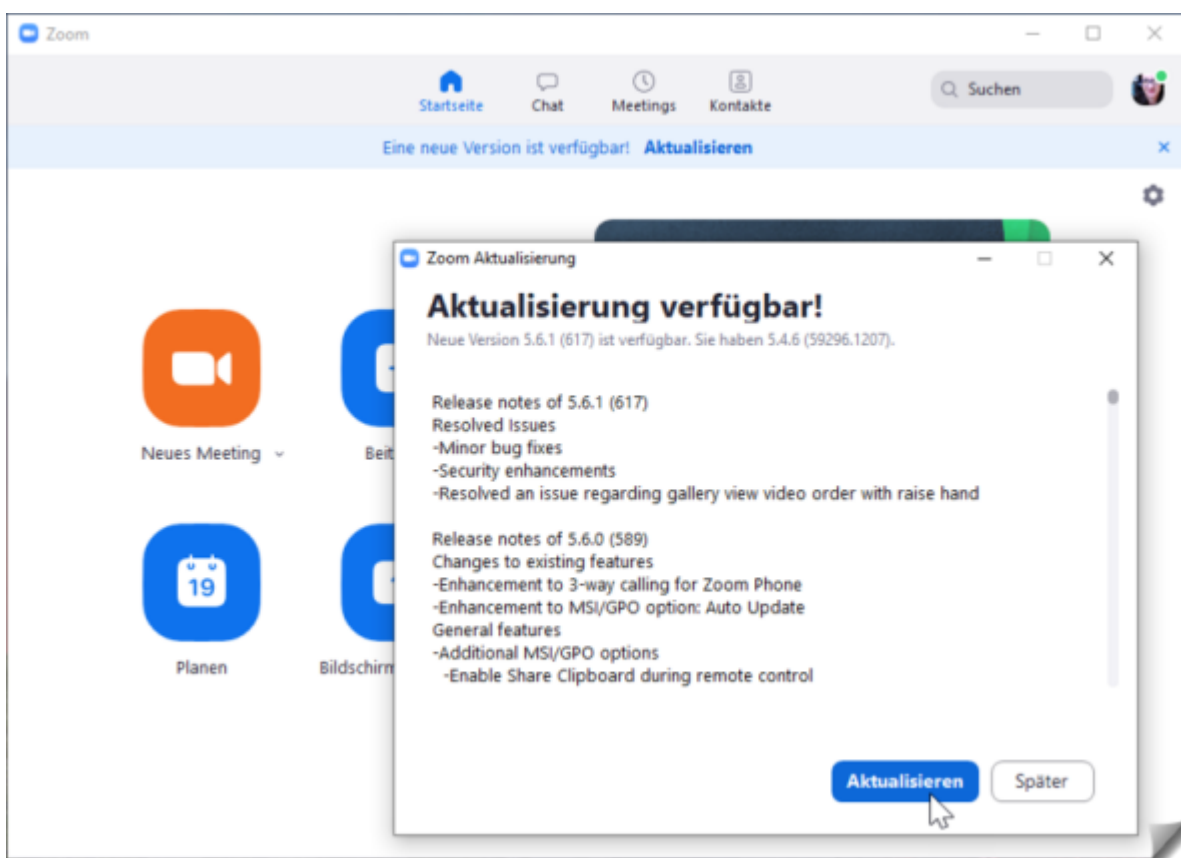 Zoom
Startseite
Chat
Meetings
Kontakte
Suchen
Eine neue Version ist verfügbar! Aktualisieren
Neues Meeting
Beit
19
Planen
Bildschirm
Zoom Aktualisierung
Aktualisierung verfügbar!
Neue Version 5.6.1 (617) ist verfügbar. Sie haben 5.4.6 (59296.1207).
Release notes of 5.6.1 (617)
Resolved Issues
-Minor bug fixes
-Security enhancements
-Resolved an issue regarding gallery view video order with raise hand
Release notes of 5.6.0 (589)
Changes to existing features
-Enhancement to 3-way calling for Zoom Phone
-Enhancement to MSI/GPO option: Auto Update
General features
-Additional MSI/GPO options
-Enable Share Clipboard during remote control
Aktualisieren
Später